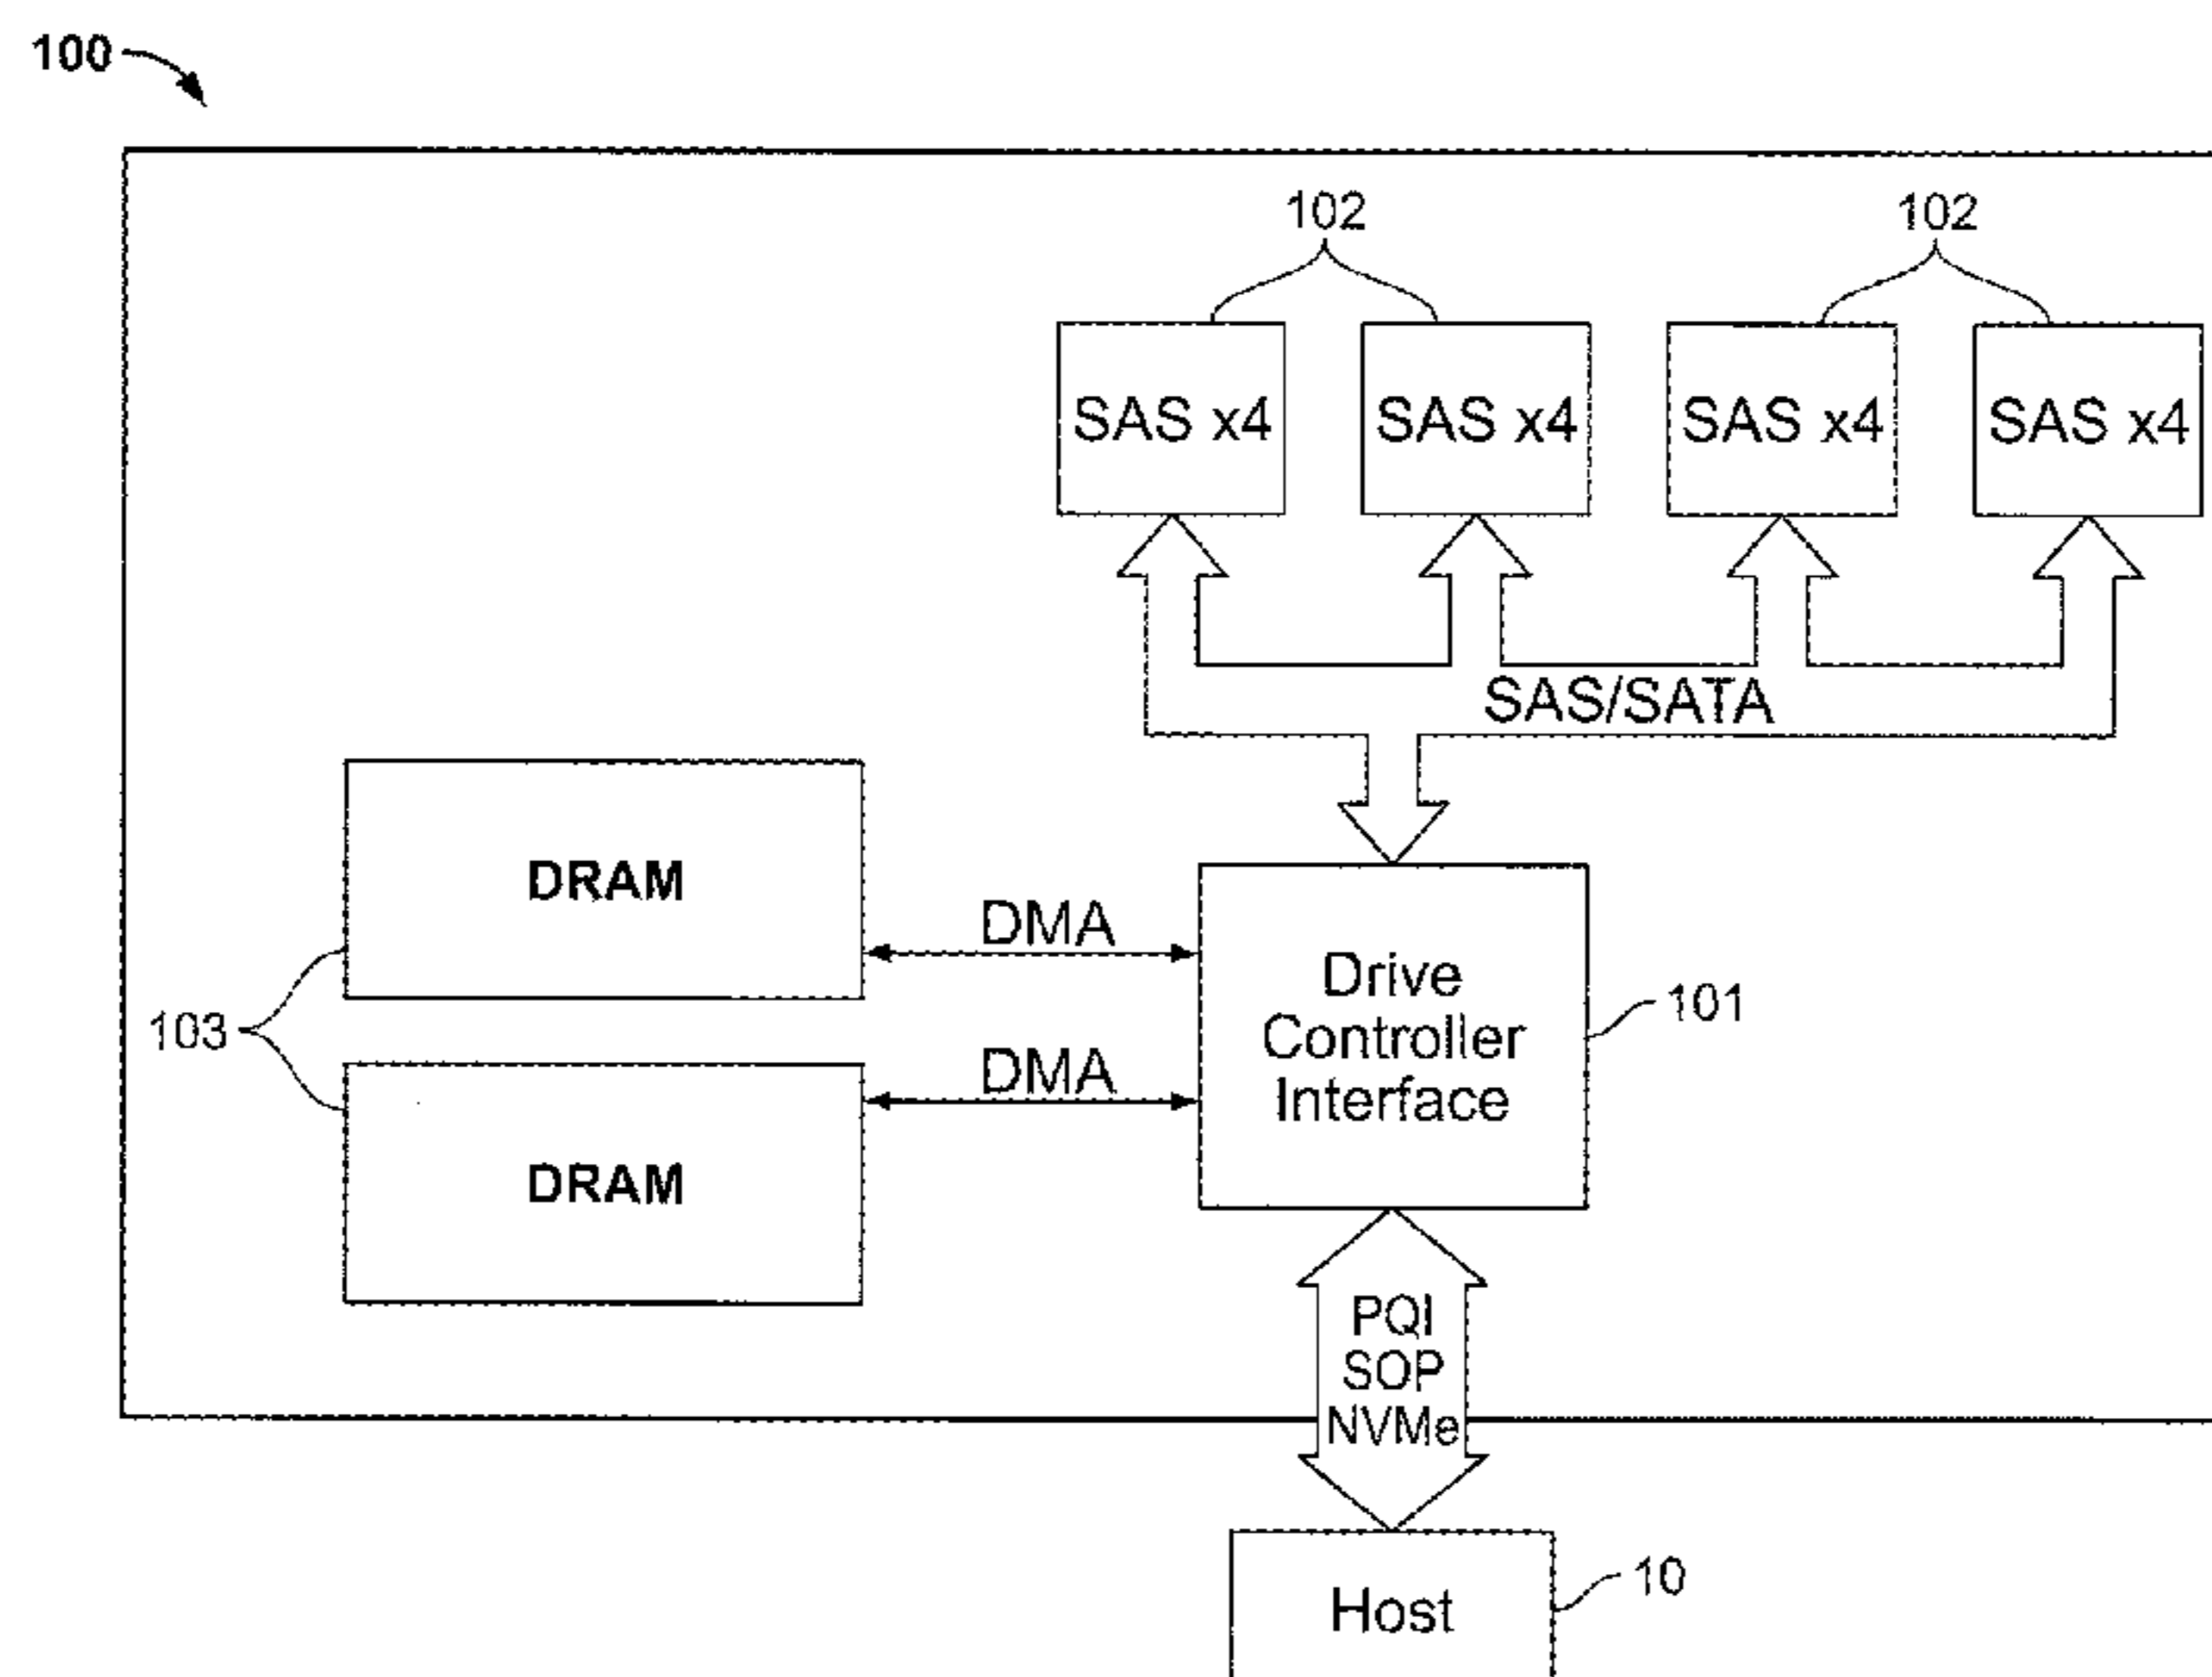 100
102
102
SAS x4
SAS x4
SAS x4
SAS x4
SAS/SATA
DRAM
DMA
Drive
Controller
Interface
101
103
DMA
DRAM
PQI
SOP
NVMe
Host
10